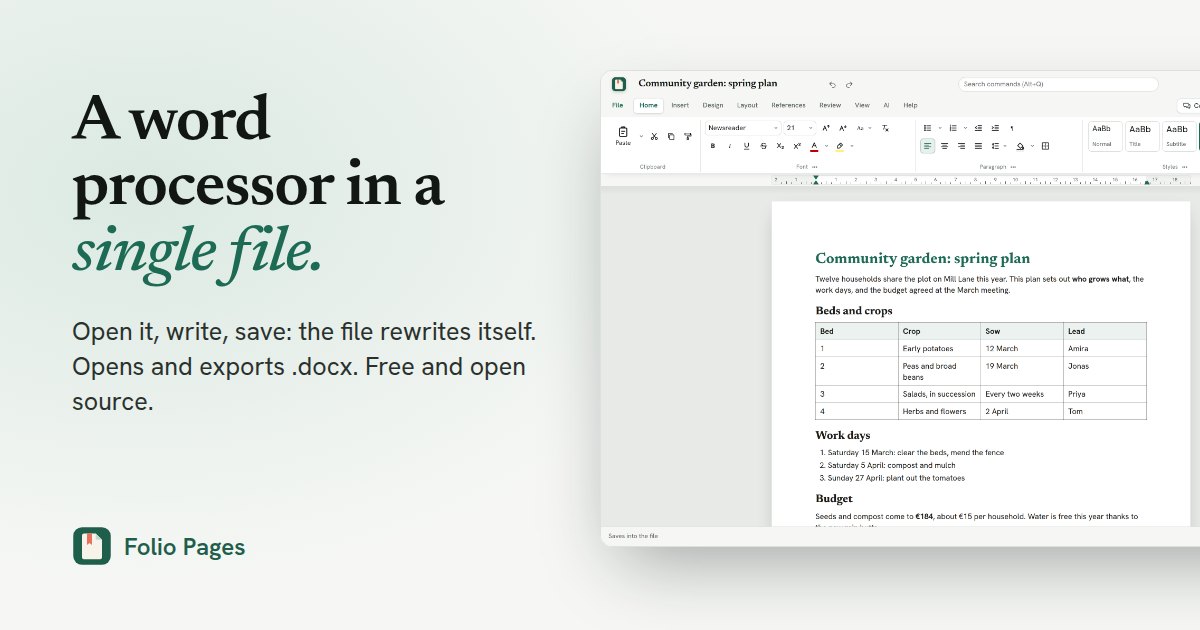 A word
processor in a
single file.
Open it, write, save: the file rewrites itself.
Opens and exports .docx. Free and open
source.
Folio Pages
Community garden: spring plan
Search commands (Alt+Q)
File Home Insert Design Layout References Review View AI Help
Paste
Newsreader 21
Clipboard
Font
Paragraph
AaBb AaBb AaBb
Normal Title Subtitle
Styles
Community garden: spring plan
Twelve households share the plot on Mill Lane this year. This plan sets out who grows what, the
work days, and the budget agreed at the March meeting.
Beds and crops
Bed Crop Sow Lead
1 Early potatoes 12 March Amira
2 Peas and broad beans 19 March Jonas
3 Salads, in succession Every two weeks Priya
4 Herbs and flowers 2 April Tom
Work days
1. Saturday 15 March: clear the beds, mend the fence
2. Saturday 5 April: compost and mulch
3. Sunday 27 April: plant out the tomatoes
Budget
Seeds and compost come to €184, about €15 per household. Water is free this year thanks to
Saves into the file